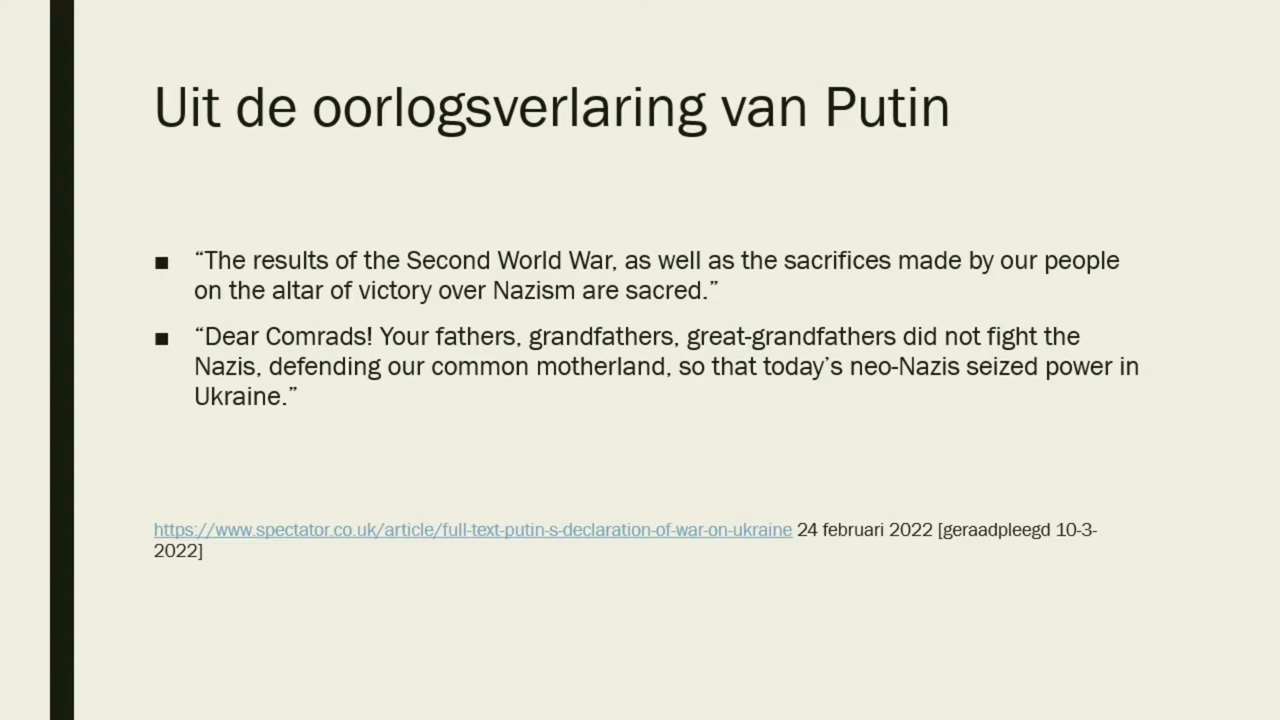 Uit de oorlogsverlaring van Putin
■ “The results of the Second World War, as well as the sacrifices made by our people
on the altar of victory over Nazism are sacred.”
■ “Dear Comrads! Your fathers, grandfathers, great-grandfathers did not fight the
Nazis, defending our common motherland, so that today’s neo-Nazis seized power in
Ukraine.”
https://www.spectator.co.uk/article/full-text-putin-s-declaration-of-war-on-ukraine 24 februari 2022 [geraadpleegd 10-3-
2022]